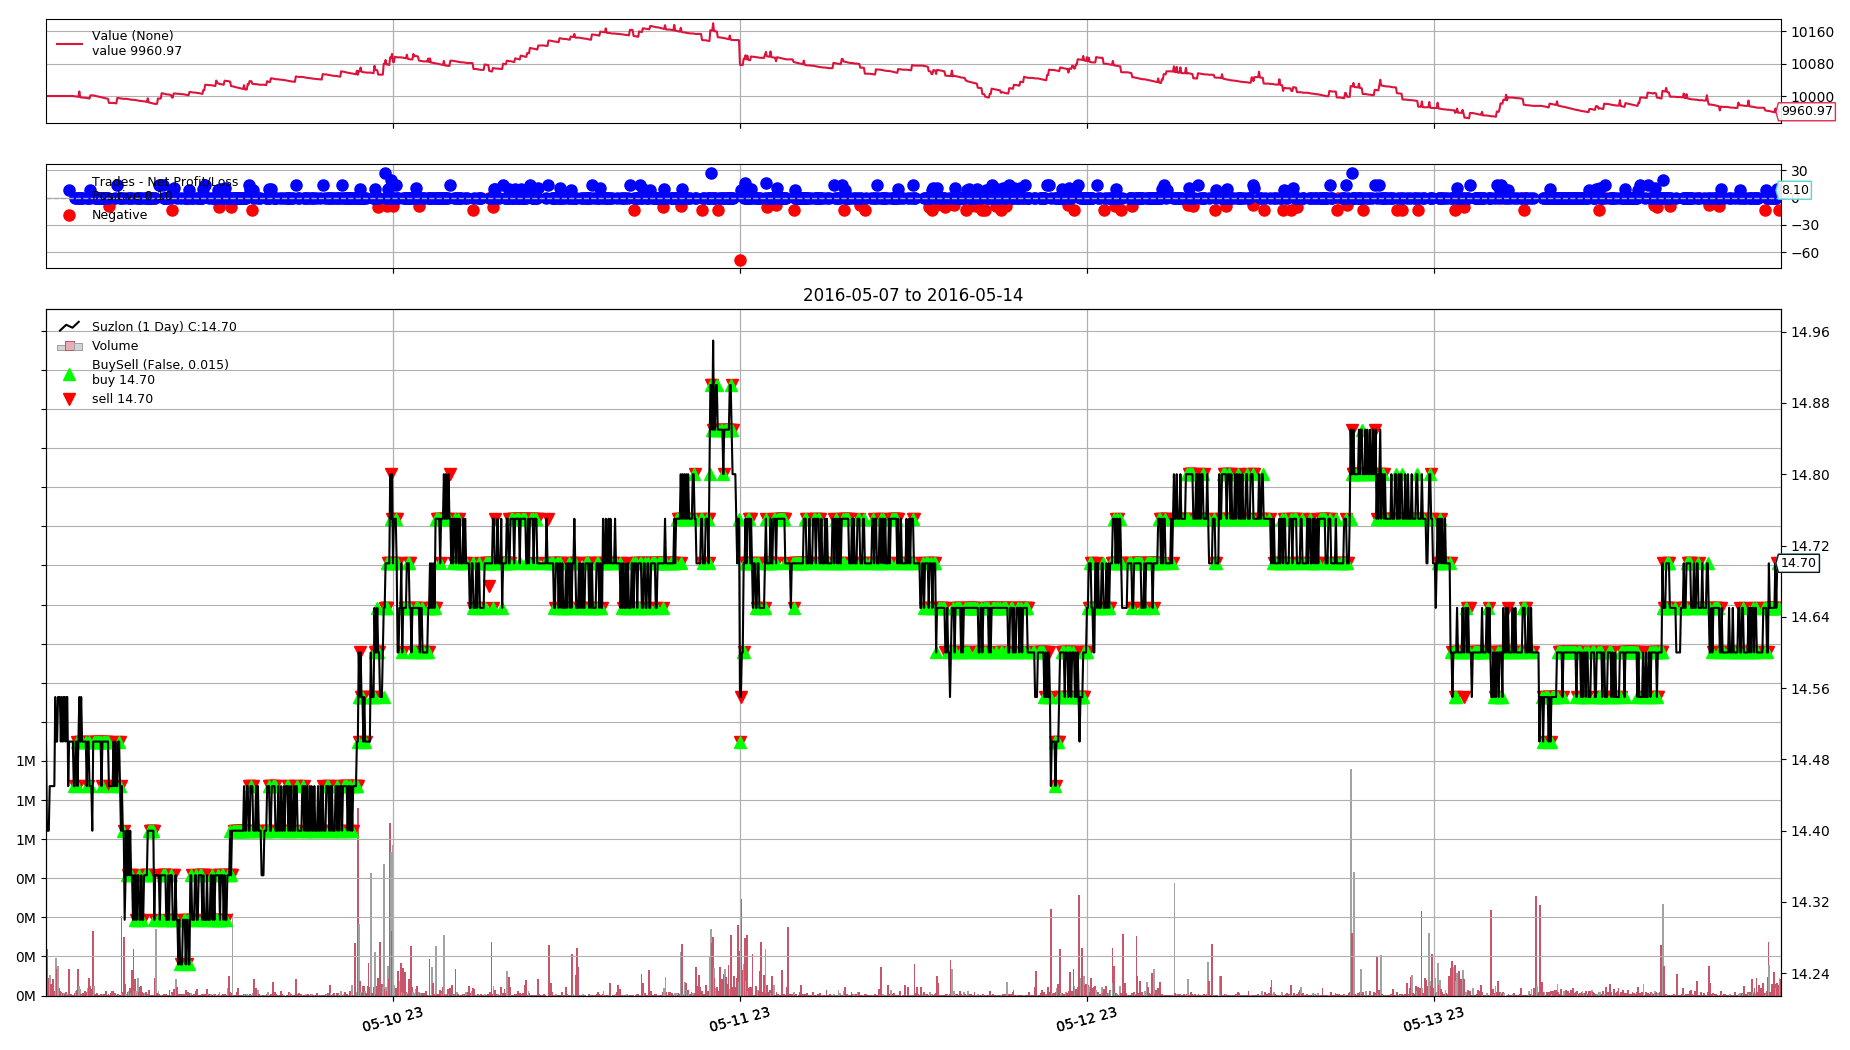 Value (None)
value 9960.97
10160
10080
10000
9960.97
Trades - Net Profit/Loss
Positive 8.10
Negative
30
8.10
0
−30
−60
2016-05-07 to 2016-05-14
Suzlon (1 Day) C:14.70
Volume
BuySell (False, 0.015)
buy 14.70
sell 14.70
14.96
14.88
14.80
14.72
14.70
14.64
14.56
14.48
14.40
14.32
14.24
1M
1M
1M
0M
0M
0M
0M
05-10 23
05-11 23
05-12 23
05-13 23